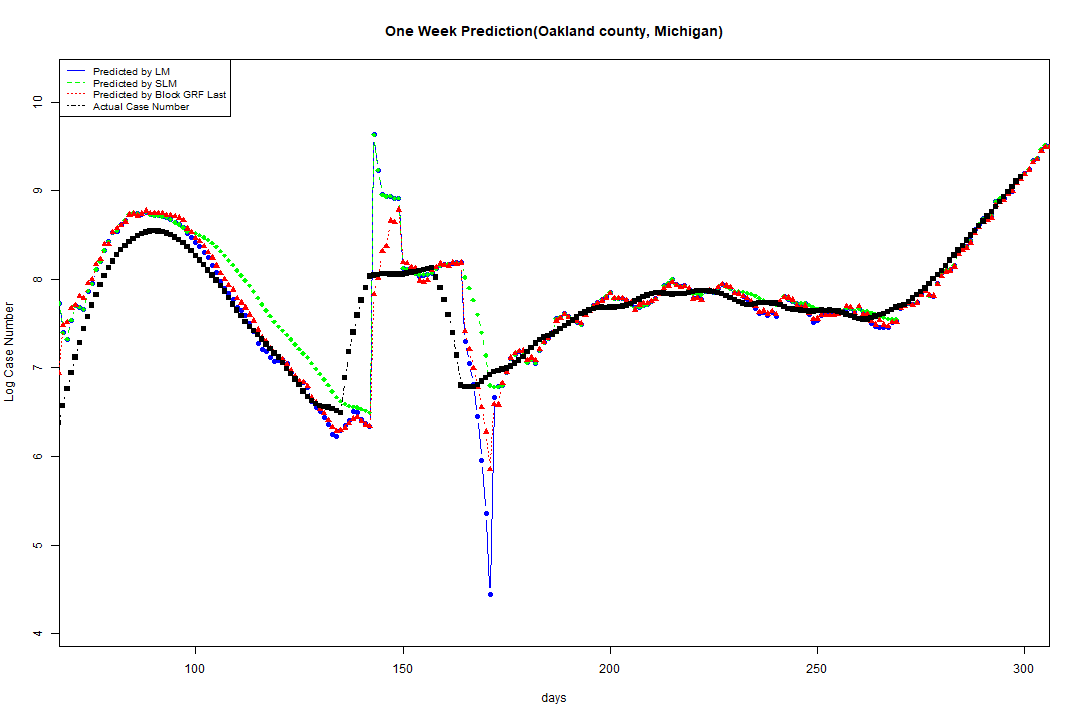 One Week Prediction(Oakland county, Michigan)
Predicted by LM
Predicted by SLM
Predicted by Block GRF Last
Actual Case Number
10
9
8
7
6
5
4
Log Case Number
100 150 200 250 300
days